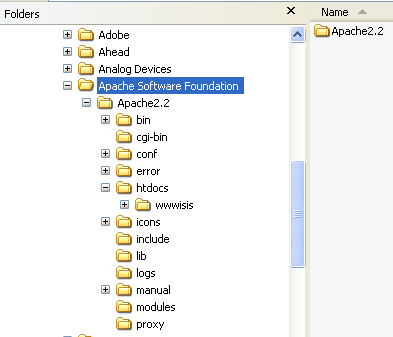 Folders
Name
Adobe
Apache2.2
Ahead
Analog Devices
Apache Software Foundation
Apache2.2
bin
cgi-bin
conf
error
htdocs
wwwisis
icons
include
lib
logs
manual
modules
proxy